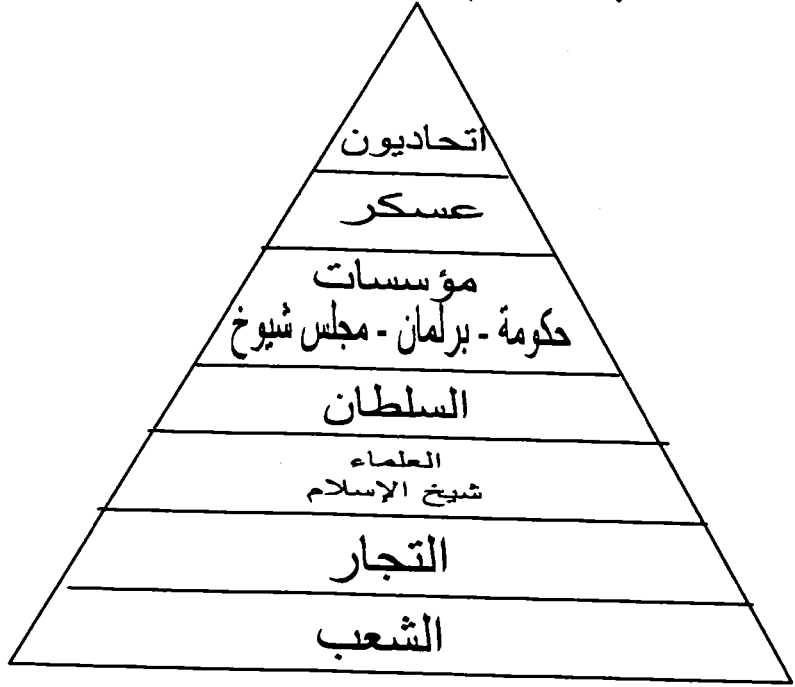 اتحاديون
عسكر
مؤسسات
حكومة - برلمان - مجلس شيوخ
السلطان
العلماء
شيخ الإسلام
التجار
الشعب